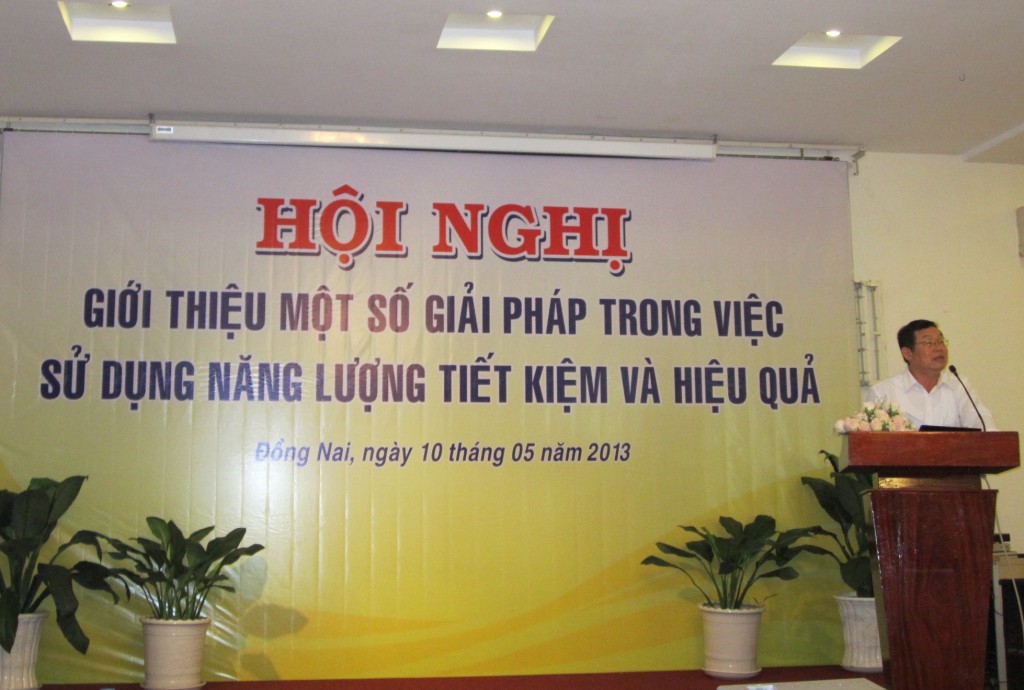 HỘI NGHỊ
GIỚI THIỆU MỘT SỐ GIẢI PHÁP TRONG VIỆC
SỬ DỤNG NĂNG LƯỢNG TIẾT KIỆM VÀ HIỆU QUẢ
Đồng Nai, ngày 10 tháng 05 năm 2013